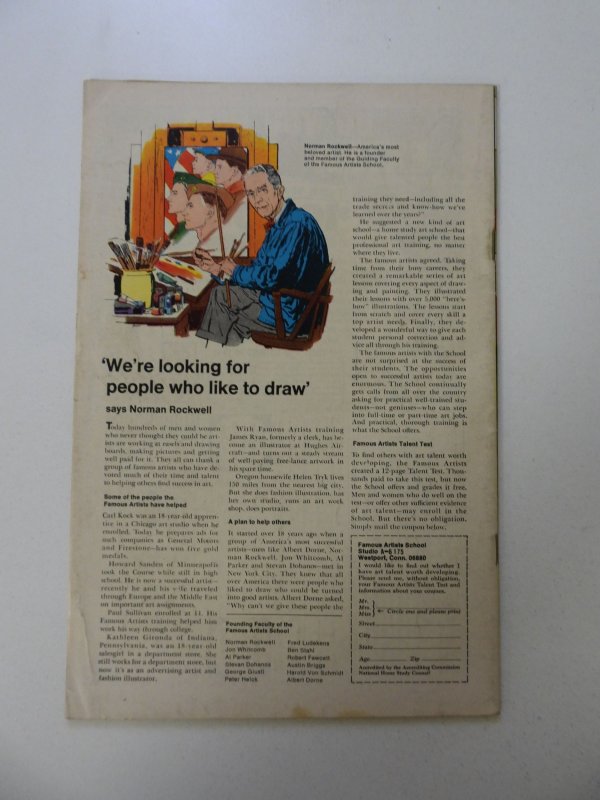 Norman Rockwell—America's most
beloved artist. He is a founder
and member of the Guiding Faculty
of the Famous Artists School.
'We're looking for
people who like to draw'
says Norman Rockwell
Today hundreds of men and women
who never thought they could be art-
ists are working at easels and drawing
boards, making pictures and getting
well paid for it. They all can thank a
group of famous artists who have de-
voted much of their time and talent
to helping others find success in art.
Some of the people the
Famous Artists have helped
Carl Kock was an 18-year-old appren-
tice in a Chicago art studio when he
enrolled. Today he prepares ads for
such companies as General Motors
and Firestone—has won five gold
medals.
Howard Sanden of Minneapolis
took the Course while still in high
school. He is now a successful artist—
recently he and his wife traveled
through Europe and the Middle East
on important art assignments.
Paul Sullivan enrolled at His
Famous Artists training helped him
work his way through college.
Kathleen Gironda of Indiana,
Pennsylvania, was an 18-year old
salesgirl in a department store. She
still works for a department store, but
now it's as an advertising artist and
fashion illustrator.
With Famous Artists training
James Ryan, formerly a clerk, has be-
come an illustrator at Hughes Air-
craft—and turns out a steady stream
of well-paying free-lance artwork in
his spare time.
Oregon housewife Helen lives
150 miles from the nearest big city.
But she does fashion illustration, has
her own studio, runs an art work
shop, does portraits.
A plan to help others
It started over 18 years ago when a
group of America's most successful
artists—ones like Albert Dorne, Nor-
man Rockwell, Jon Whitcomb, Al
Parker and Stevan Dohanos—met in
New York City. They knew that all
over America there were people who
liked to draw who could be turned
into good artists. Albert Dorne asked,
"Why can't we give these people the
Founding Faculty of the
Famous Artists School
Norman Rockwell
Jon Whitcomb
Al Parker
Stevan Dohanos
George Giusti
Peter Helck
Fred Ludekens
Ben Stahl
Robert Fawcett
Austin Briggs
Harold Von Schmidt
Albert Dorne
training they need—including all the
trade secrets and know-how we've
learned over the years?"
He suggested a new kind of art
school—a home study art school—that
would give talented people the best
professional art training, no matter
where they live.
The famous artists agreed. Taking
time from their busy careers, they
created a remarkable series of art
lessons covering every aspect of draw-
ing and painting. They illustrated
their lessons with over 5,000 "here's-
how" illustrations. The lessons start
from scratch and cover every skill a
top artist needs. Finally, they de-
veloped a wonderful way to give each
student personal correction and ad-
vice all through his training.
The famous artists with the School
are not surprised at the success of
their students. The opportunities
open to successful artists today are
enormous. The School continually
gets calls from all over the country
asking for practical well-trained stu-
dents—not geniuses—who can step
into full-time or part-time art jobs.
And practical, thorough training is
what the School offers.
Famous Artists Talent Test
To find others with art talent worth
developing, the Famous Artists
created a 12-page Talent Test. Thou-
sands paid to take this test, but now
the School offers and grades it free.
Men and women who do well on the
test—or offer other sufficient evidence
of art talent—may enroll in the
School. But there's no obligation.
Simply mail the coupon below:
Famous Artists School
Studio A-6175
Westport, Conn. 06880
I would like to find out whether I
have art talent worth developing.
Please send me, without obligation,
your Famous Artists Talent Test and
information about your courses.
Mr.
Mrs. Circle one and please print
Miss
Street
City
State
Age Zip
Accredited by the Accrediting Commission
National Home Study Council